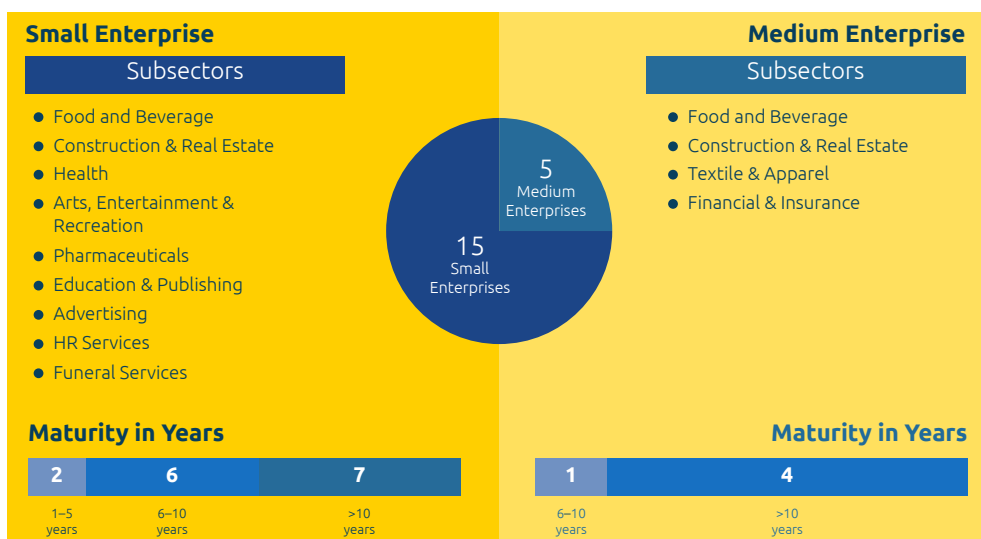 Small Enterprise
Subsectors
Food and Beverage
Construction & Real Estate
Health
Arts, Entertainment &
Recreation
Pharmaceuticals
Education & Publishing
Advertising
HR Services
Funeral Services
Medium Enterprise
Subsectors
Food and Beverage
Construction & Real Estate
Textile & Apparel
Financial & Insurance
5
Medium
Enterprises
15
Small
Enterprises
Maturity in Years
2 6 7
1–5 6–10 >10
years years years
Maturity in Years
1 4
6–10 >10
years years